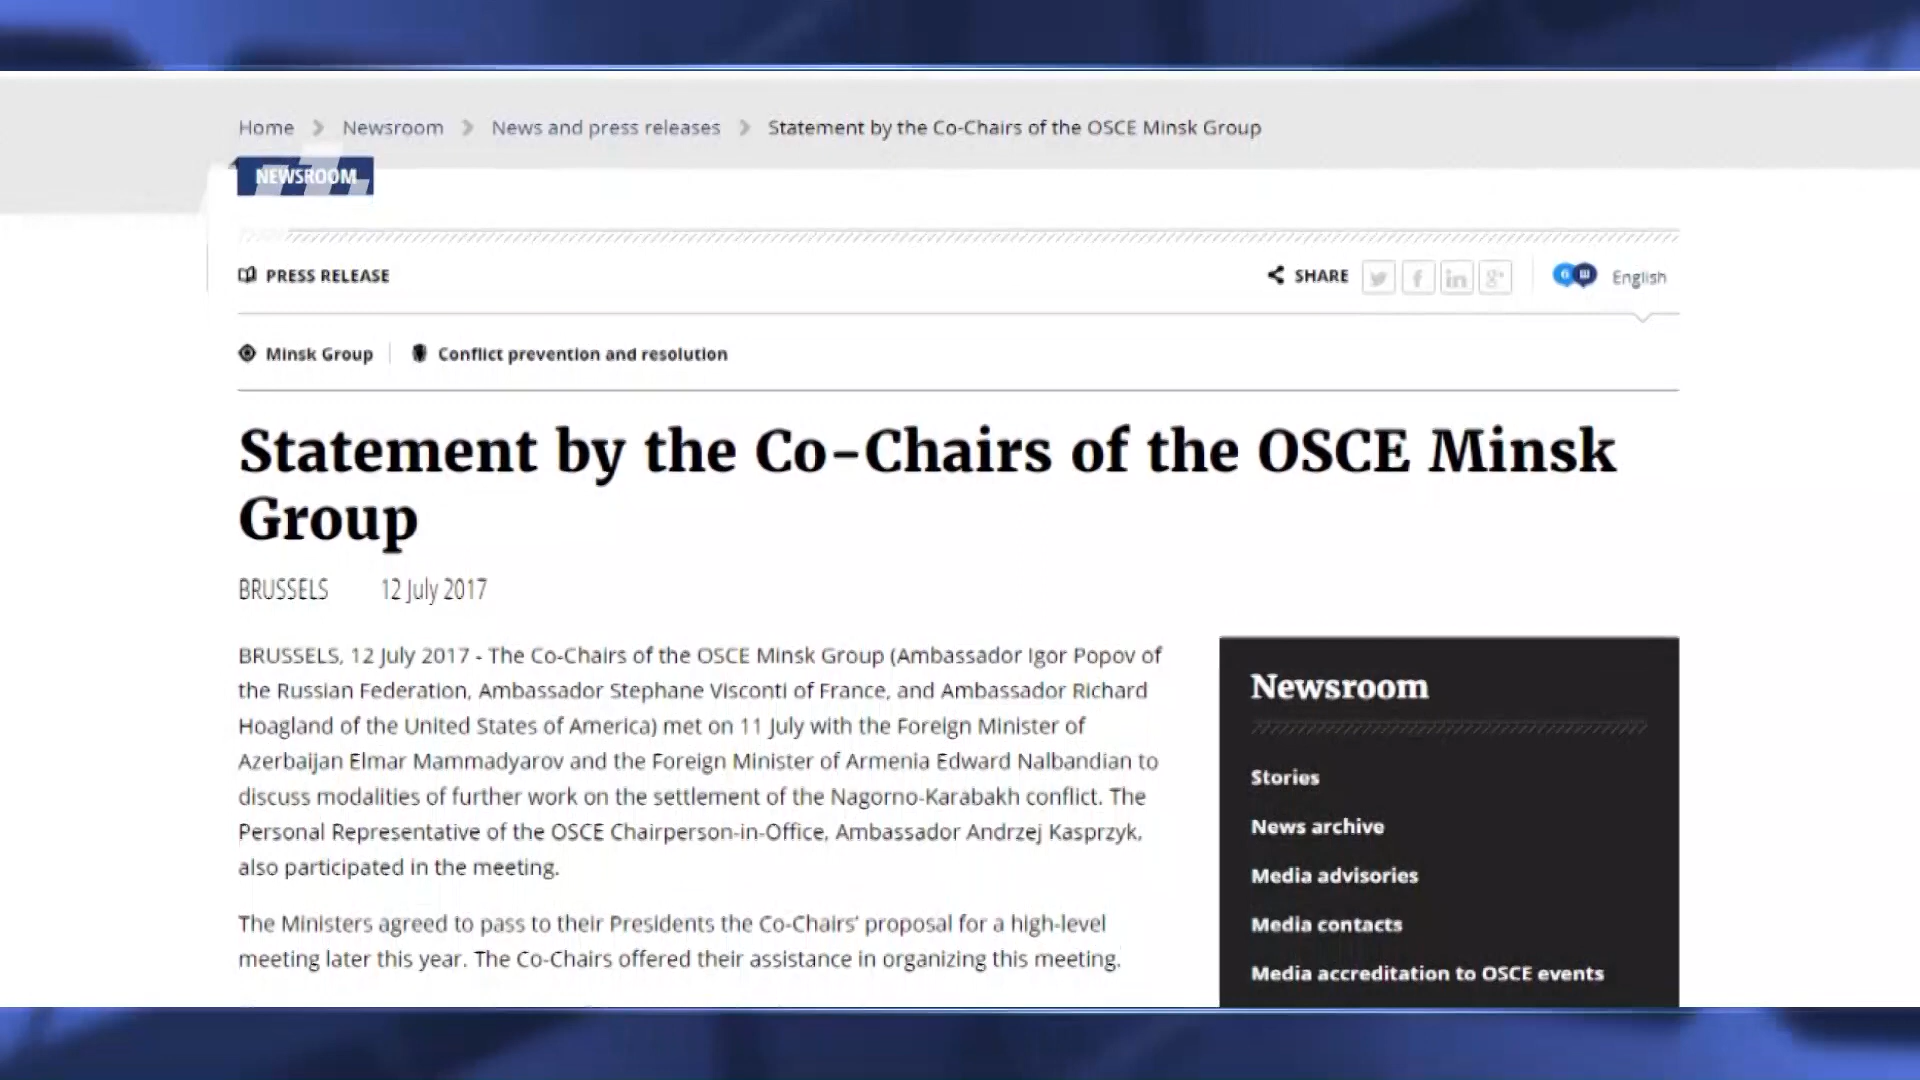 Home > Newsroom > News and press releases > Statement by the Co-Chairs of the OSCE Minsk Group
NEWSROOM
PRESS RELEASE
SHARE
English
Minsk Group
Conflict prevention and resolution
Statement by the Co-Chairs of the OSCE Minsk
Group
BRUSSELS 12 July 2017
BRUSSELS, 12 July 2017 - The Co-Chairs of the OSCE Minsk Group (Ambassador Igor Popov of
the Russian Federation, Ambassador Stephane Visconti of France, and Ambassador Richard
Hoagland of the United States of America) met on 11 July with the Foreign Minister of
Azerbaijan Elmar Mammadyarov and the Foreign Minister of Armenia Edward Nalbandian to
discuss modalities of further work on the settlement of the Nagorno-Karabakh conflict. The
Personal Representative of the OSCE Chairperson-in-Office, Ambassador Andrzej Kasprzyk,
also participated in the meeting.
The Ministers agreed to pass to their Presidents the Co-Chairs' proposal for a high-level
meeting later this year. The Co-Chairs offered their assistance in organizing this meeting.
Newsroom
Stories
News archive
Media advisories
Media contacts
Media accreditation to OSCE events